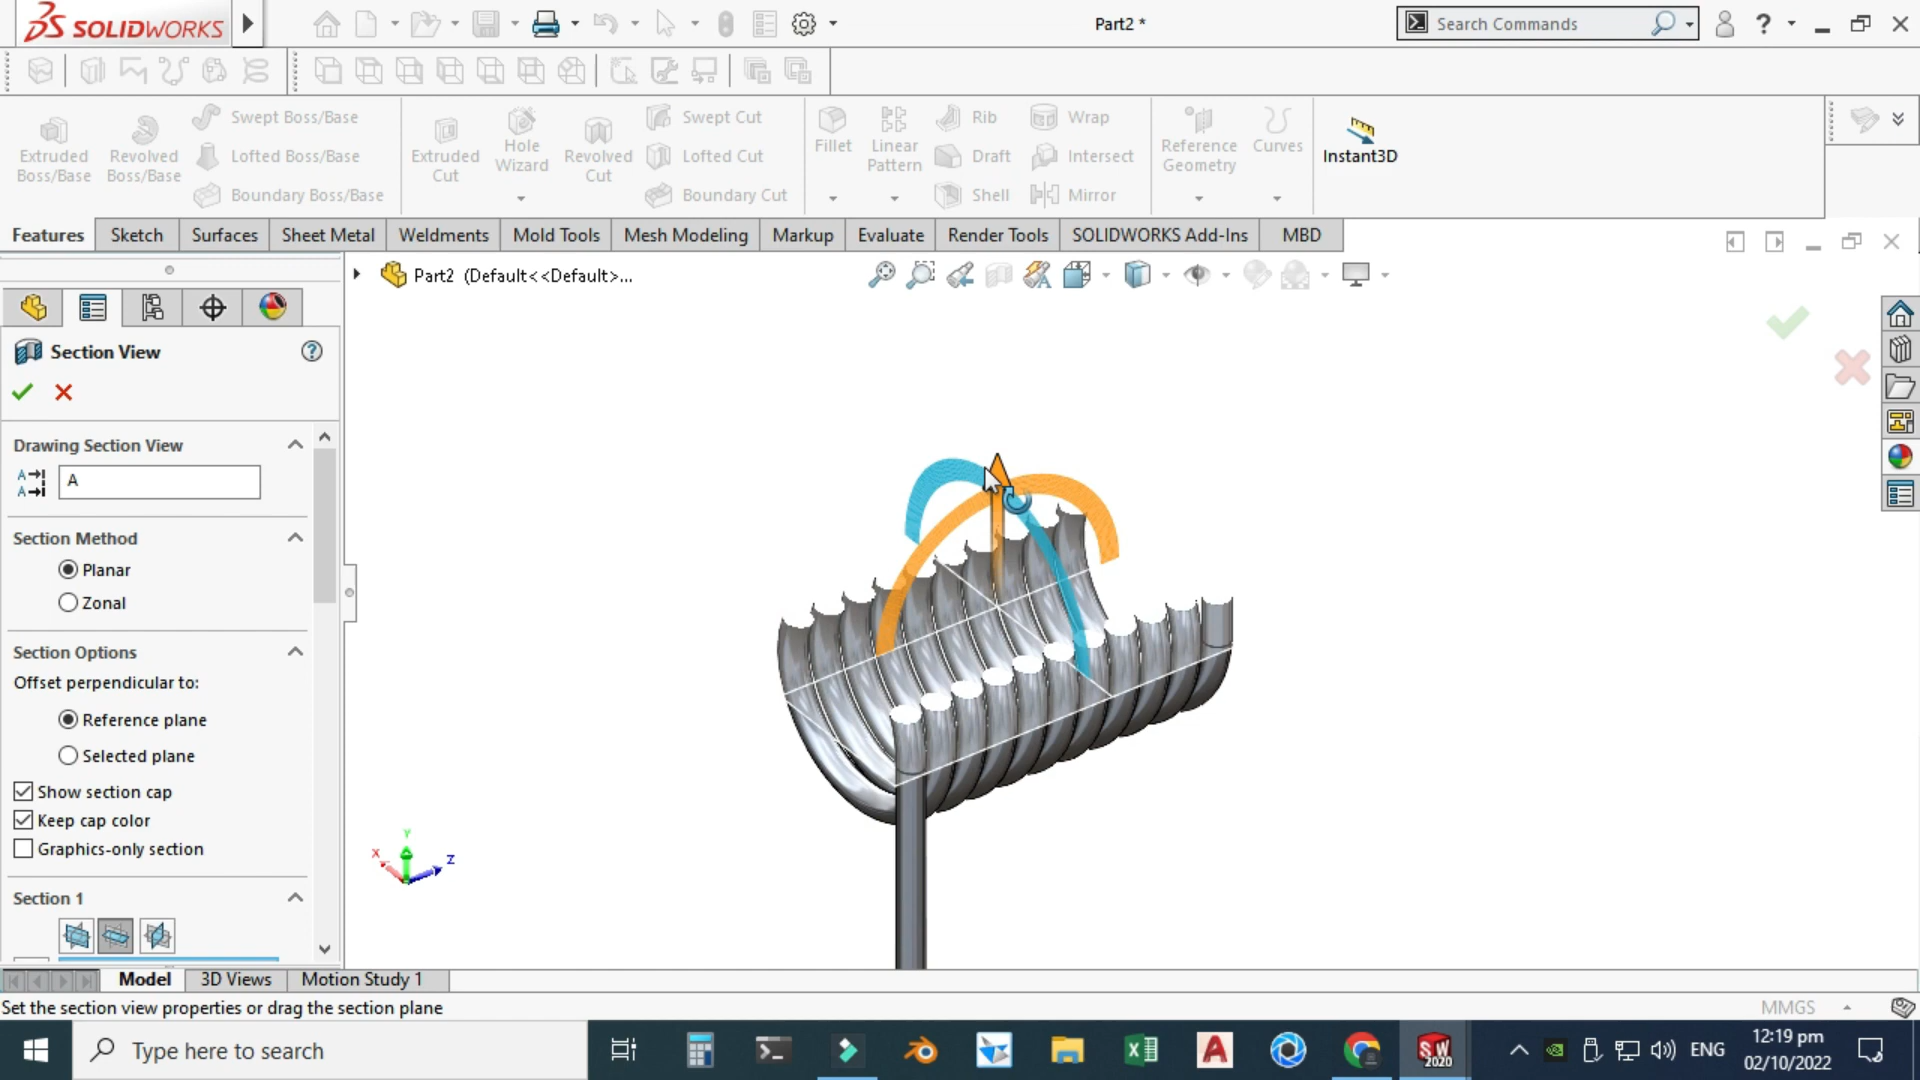 SOLIDWORKS
Part2 *
Search Commands
Extruded Boss/Base
Revolved Boss/Base
Swept Boss/Base
Lofted Boss/Base
Boundary Boss/Base
Extruded Cut
Hole Wizard
Revolved Cut
Swept Cut
Lofted Cut
Boundary Cut
Fillet
Linear Pattern
Rib
Draft
Shell
Wrap
Intersect
Mirror
Reference Geometry
Curves
Instant3D
Features
Sketch
Surfaces
Sheet Metal
Weldments
Mold Tools
Mesh Modeling
Markup
Evaluate
Render Tools
SOLIDWORKS Add-Ins
MBD
Part2 (Default<<Default>...
Section View
Drawing Section View
A
Section Method
Planar
Zonal
Section Options
Offset perpendicular to:
Reference plane
Selected plane
Show section cap
Keep cap color
Graphics-only section
Section 1
X
Y
Z
Model
3D Views
Motion Study 1
Set the section view properties or drag the section plane
MMGS
Type here to search
SW 2020
ENG
12:19 pm
02/10/2022